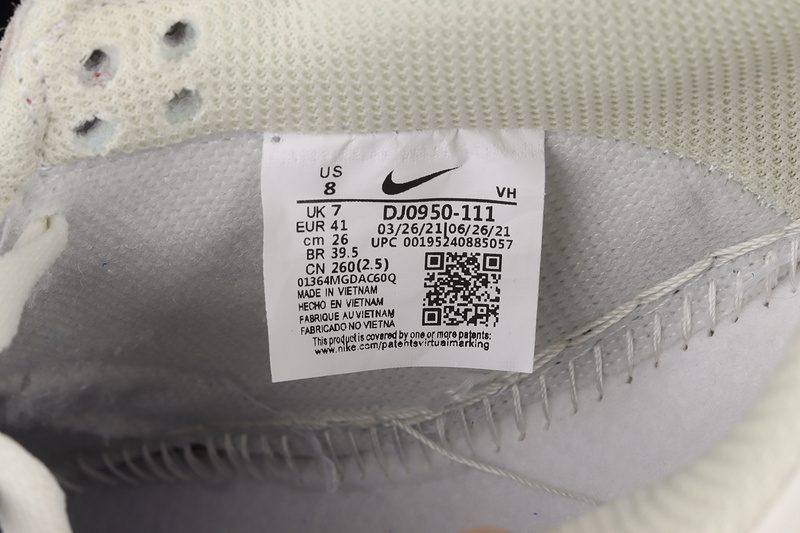 US
8
VH
UK 7
EUR 41
cm 26
BR 39.5
CN 260(2.5)
DJ0950-111
03/26/21|06/26/21
UPC 00195240885057
01364MGDAC60Q
MADE IN VIETNAM
HECHO EN VIETNAM
FABRIQUE AU VIETNAM
FABRICADO NO VIETNA
This product is covered by one or more patents:
www.nike.com/patentsvirtualmarking